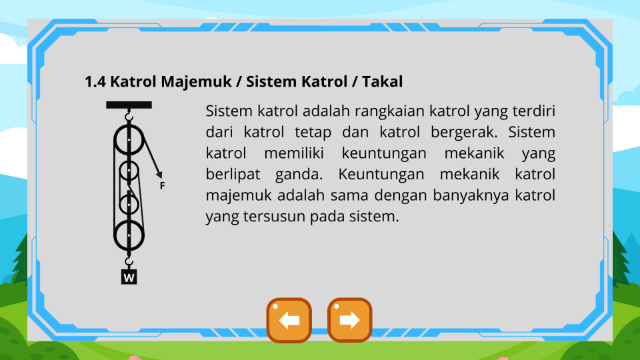 1.4 Katrol Majemuk / Sistem Katrol / Takal
Sistem katrol adalah rangkaian katrol yang terdiri
dari katrol tetap dan katrol bergerak. Sistem
katrol memiliki keuntungan mekanik yang
berlipat ganda. Keuntungan mekanik katrol
majemuk adalah sama dengan banyaknya katrol
yang tersusun pada sistem.
F
W